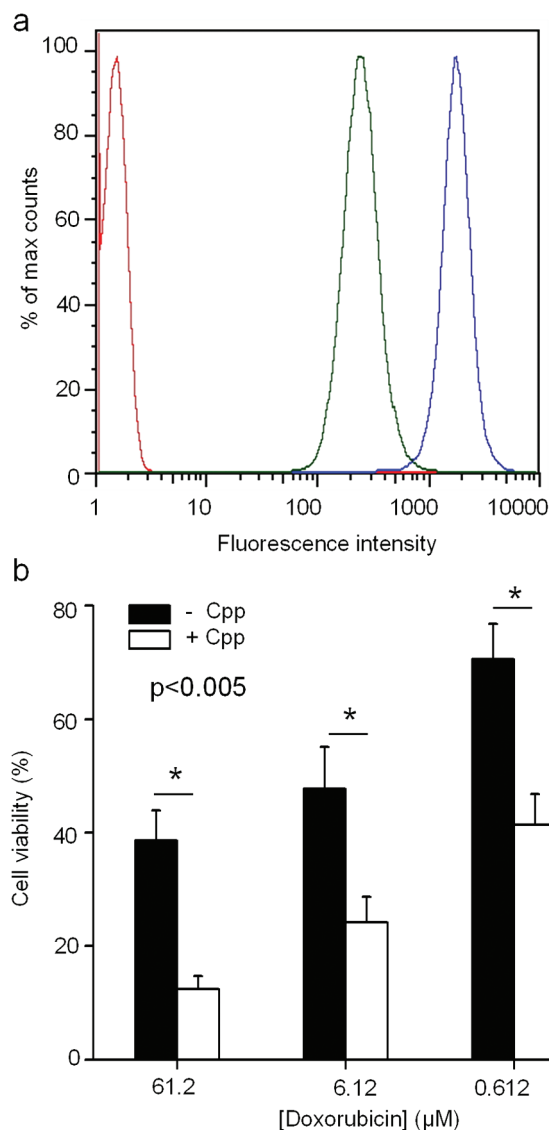 a
100
80
60
40
20
0
% of max counts
1 10 100 1000 10000
Fluorescence intensity
b
80
60
40
20
0
Cell viability (%)
- Cpp
+ Cpp
p<0.005
*
*
*
61.2 6.12 0.612
[Doxorubicin] (µM)